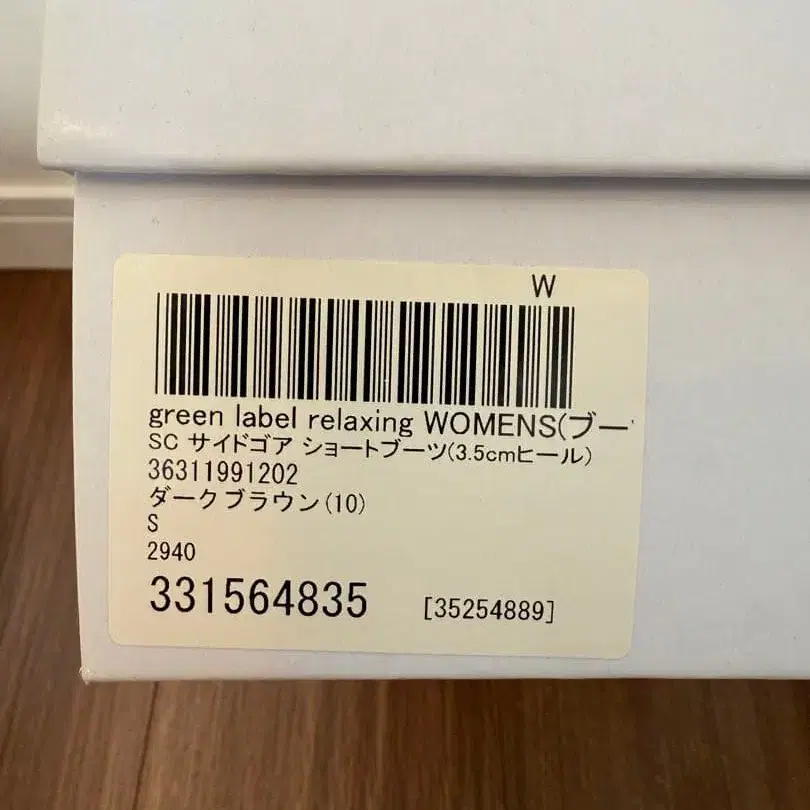 W
green label relaxing WOMENS(ブー
SC サイドゴア ショートブーツ(3.5cmヒール)
36311991202
ダークブラウン(10)
S
2940
331564835 [35254889]